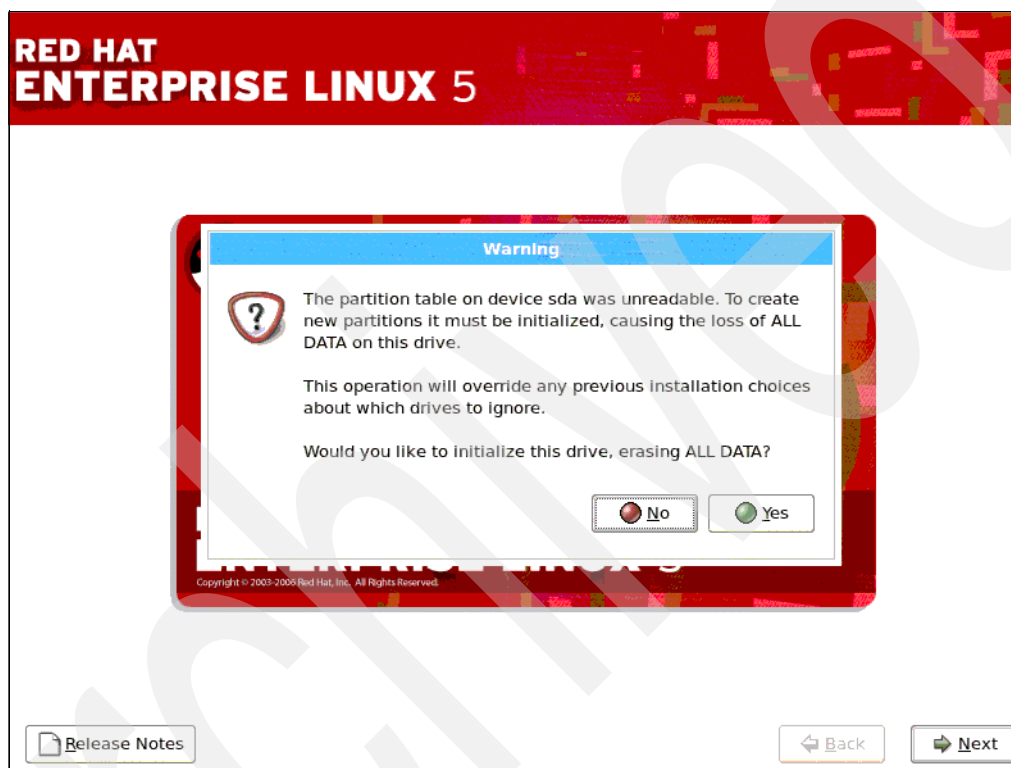 RED HAT
ENTERPRISE LINUX 5
Warning
The partition table on device sda was unreadable. To create
new partitions it must be initialized, causing the loss of ALL
DATA on this drive.
This operation will override any previous installation choices
about which drives to ignore.
Would you like to initialize this drive, erasing ALL DATA?
No
Yes
ENTERPRISE LINUX 5
Copyright © 2003-2006 Red Hat, Inc. All Rights Reserved.
Release Notes
Back
Next